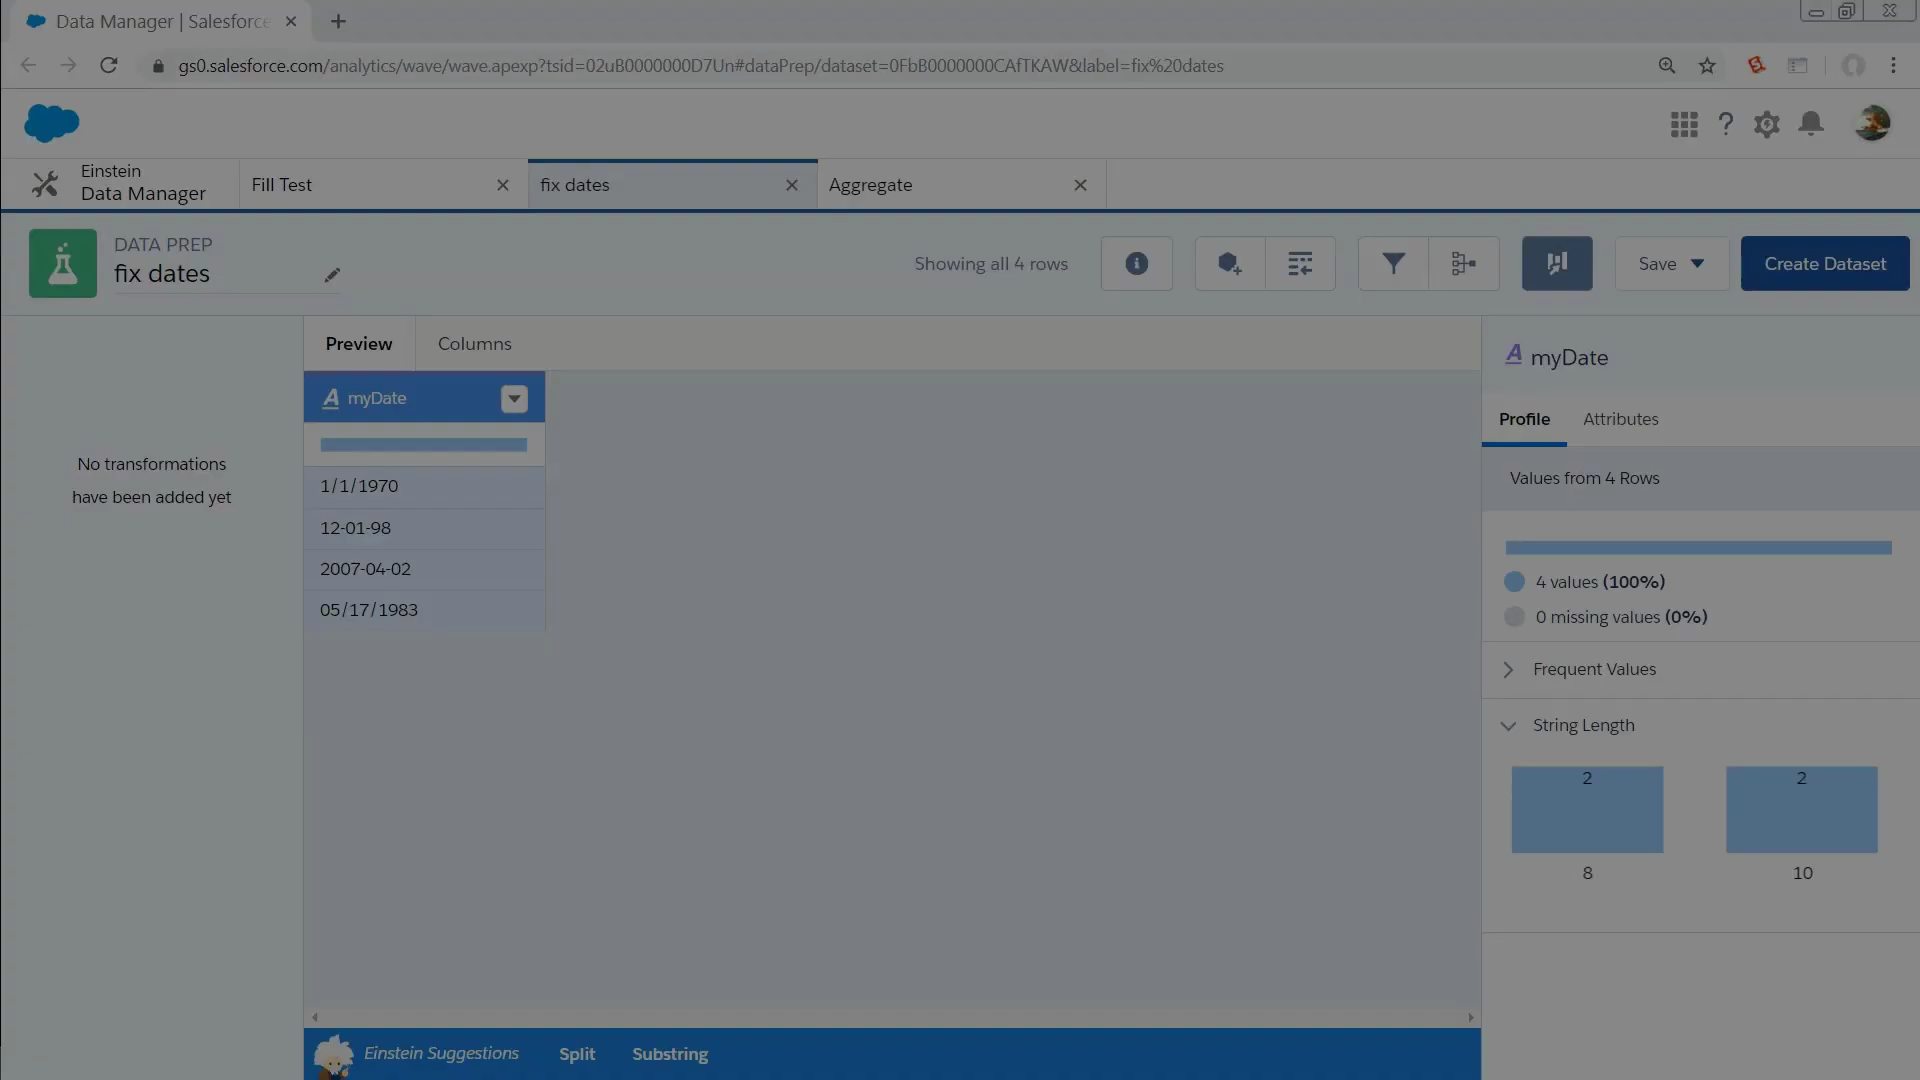 Data Manager | Salesforce
gs0.salesforce.com/analytics/wave/wave.apexp?tsid=02uB0000000D7Un#dataPrep/dataset=0FbB0000000CAfTKAW&label=fix%20dates
Einstein
Data Manager
Fill Test
fix dates
Aggregate
DATA PREP
fix dates
Showing all 4 rows
Save
Create Dataset
No transformations
have been added yet
Preview
Columns
A myDate
1/1/1970
12-01-98
2007-04-02
05/17/1983
A myDate
Profile
Attributes
Values from 4 Rows
4 values (100%)
0 missing values (0%)
Frequent Values
String Length
2
2
8
10
Einstein Suggestions
Split
Substring